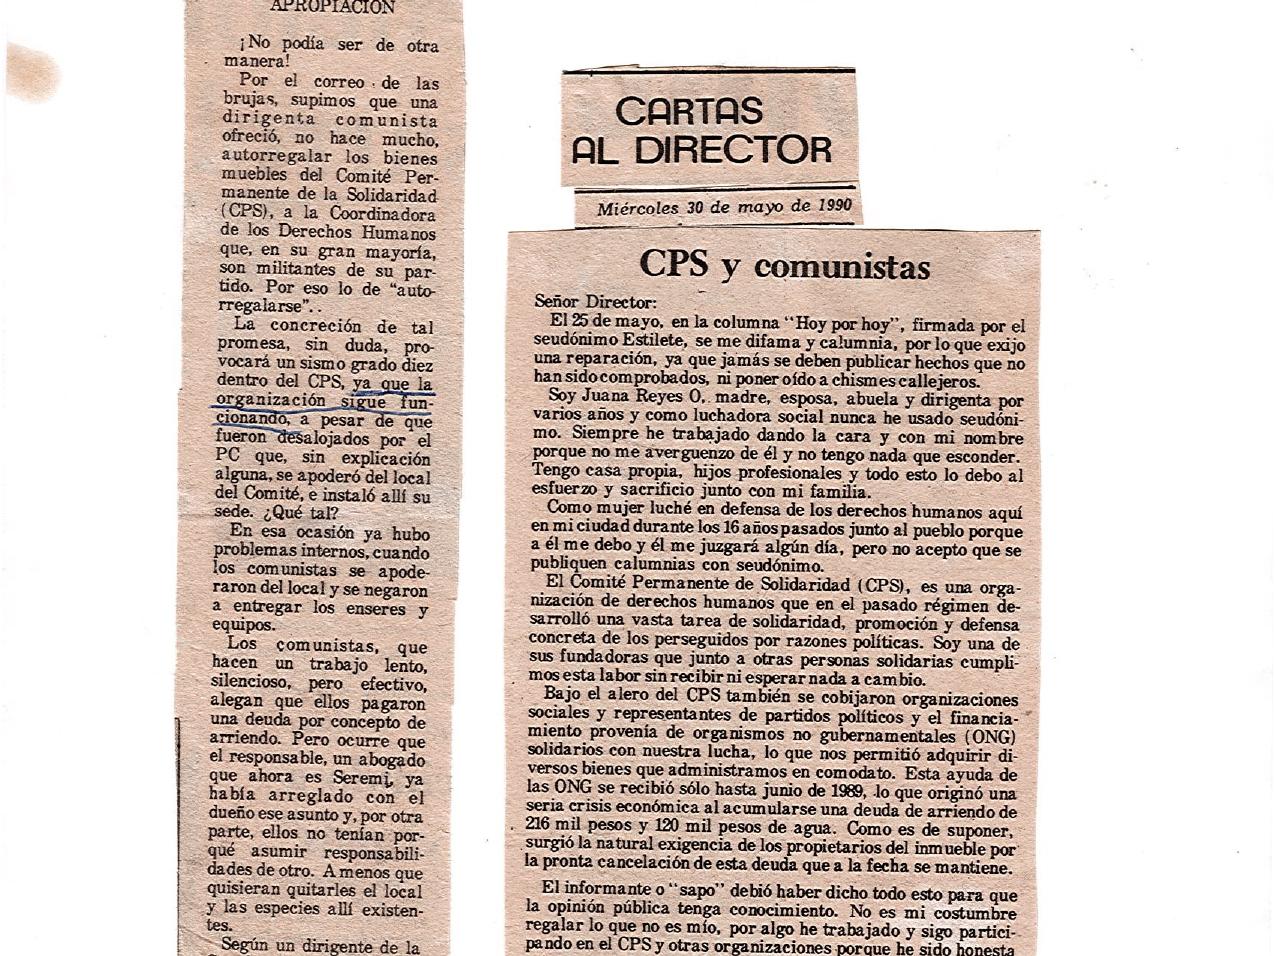 APROPIACION
¡No podía ser de otra
manera!
Por el correo de las
brujas, supimos que una
dirigenta comunista
ofreció, no hace mucho,
autorregalar los bienes
muebles del Comité Per-
manente de la Solidaridad
(CPS), a la Coordinadora
de los Derechos Humanos
que, en su gran mayoría,
son militantes de su par-
tido. Por eso lo de "auto-
rregalarse"..
La concreción de tal
promesa, sin duda, pro-
vocará un sismo grado diez
dentro del CPS, ya que la
organización sigue fun-
cionando, a pesar de que
fueron desalojados por el
PC que, sin explicación
alguna, se apoderó del local
del Comité, e instaló allí su
sede. ¿Qué tal?
En esa ocasión ya hubo
problemas internos, cuando
los comunistas se apode-
raron del local y se negaron
a entregar los enseres y
equipos.
Los comunistas, que
hacen un trabajo lento,
silencioso, pero efectivo,
alegan que ellos pagaron
una deuda por concepto de
arriendo. Pero ocurre que
el responsable, un abogado
que ahora es Seremi, ya
había arreglado con el
dueño ese asunto y, por otra
parte, ellos no tenían por-
qué asumir responsabili-
dades de otro. A menos que
quisieran quitarles el local
y las especies allí existen-
tes.
Según un dirigente de la
CARTAS
AL DIRECTOR
Miércoles 30 de mayo de 1990
CPS y comunistas
Señor Director:
El 25 de mayo, en la columna "Hoy por hoy", firmada por el
seudónimo Estilete, se me difama y calumnia, por lo que exijo
una reparación, ya que jamás se deben publicar hechos que
no han sido comprobados, ni poner oído a chismes callejeros.
Soy Juana Reyes O, madre, esposa, abuela y dirigenta por
varios años y como luchadora social nunca he usado seudóni-
mo. Siempre he trabajado dando la cara y con mi nombre
porque no me averguenzo de él y no tengo nada que esconder.
Tengo casa propia, hijos profesionales y todo esto lo debo al
esfuerzo y sacrificio junto con mi familia.
Como mujer luché en defensa de los derechos humanos aquí
en mi ciudad durante los 16 años pasados junto al pueblo porque
a él me debo y él me juzgará algún día, pero no acepto que se
publiquen calumnias con seudónimo.
El Comité Permanente de Solidaridad (CPS), es una orga-
nización de derechos humanos que en el pasado régimen de-
sarrolló una vasta tarea de solidaridad, promoción y defensa
concreta de los perseguidos por razones políticas. Soy una de
sus fundadoras que junto a otras personas solidarias cumpli-
mos esta labor sin recibir ni esperar nada a cambio.
Bajo el alero del CPS también se cobijaron organizaciones
sociales y representantes de partidos políticos y el financia-
miento provenía de organismos no gubernamentales (ONG)
solidarios con nuestra lucha, lo que nos permitió adquirir di-
versos bienes que administramos en comodato. Esta ayuda de
las ONG se recibió sólo hasta junio de 1989, lo que originó una
seria crisis económica al acumularse una deuda de arriendo de
216 mil pesos y 120 mil pesos de agua. Como es de suponer,
surgió la natural exigencia de los propietarios del inmueble por
la pronta cancelación de esta deuda que a la fecha se mantiene.
El informante o "sapo" debió haber dicho todo esto para que
la opinión pública tenga conocimiento. No es mi costumbre
regalar lo que no es mío, por algo he trabajado y sigo partici-
pando en el CPS y otras organizaciones porque he sido honesta